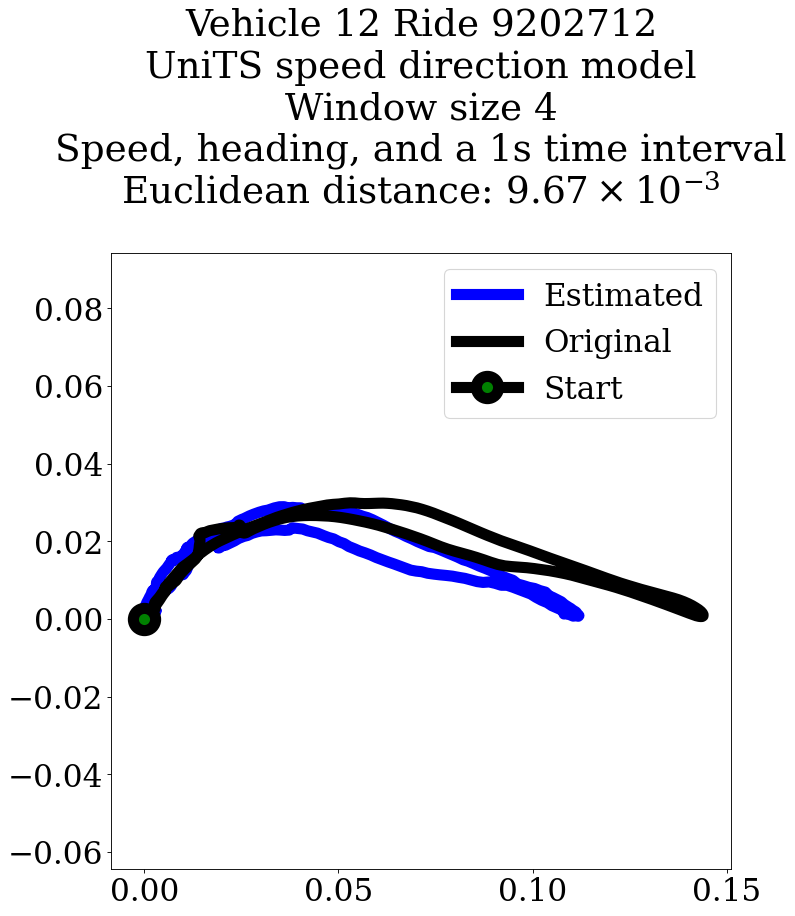 Vehicle 12 Ride 9202712
UniTS speed direction model
Window size 4
Speed, heading, and a 1s time interval
Euclidean distance: 9.67 × 10⁻³
Estimated
Original
Start
0.08
0.06
0.04
0.02
0.00
−0.02
−0.04
−0.06
0.00 0.05 0.10 0.15